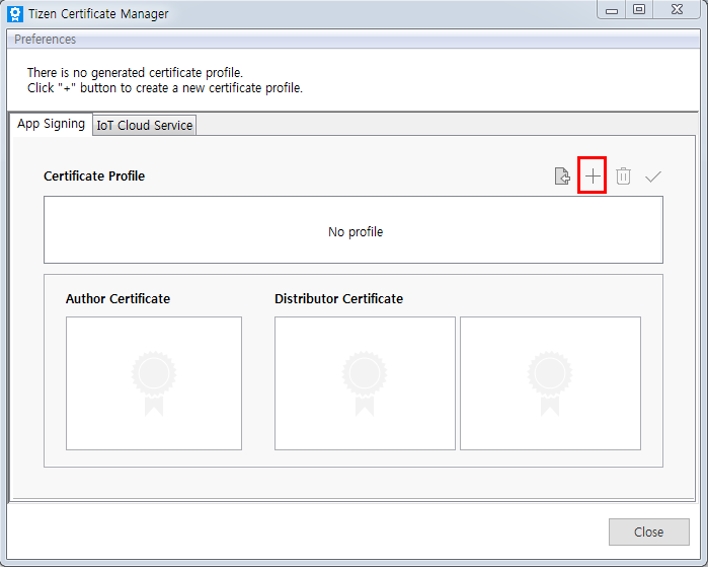 Tizen Certificate Manager
Preferences
There is no generated certificate profile.
Click "+" button to create a new certificate profile.
App Signing
IoT Cloud Service
Certificate Profile
No profile
Author Certificate
Distributor Certificate
Close